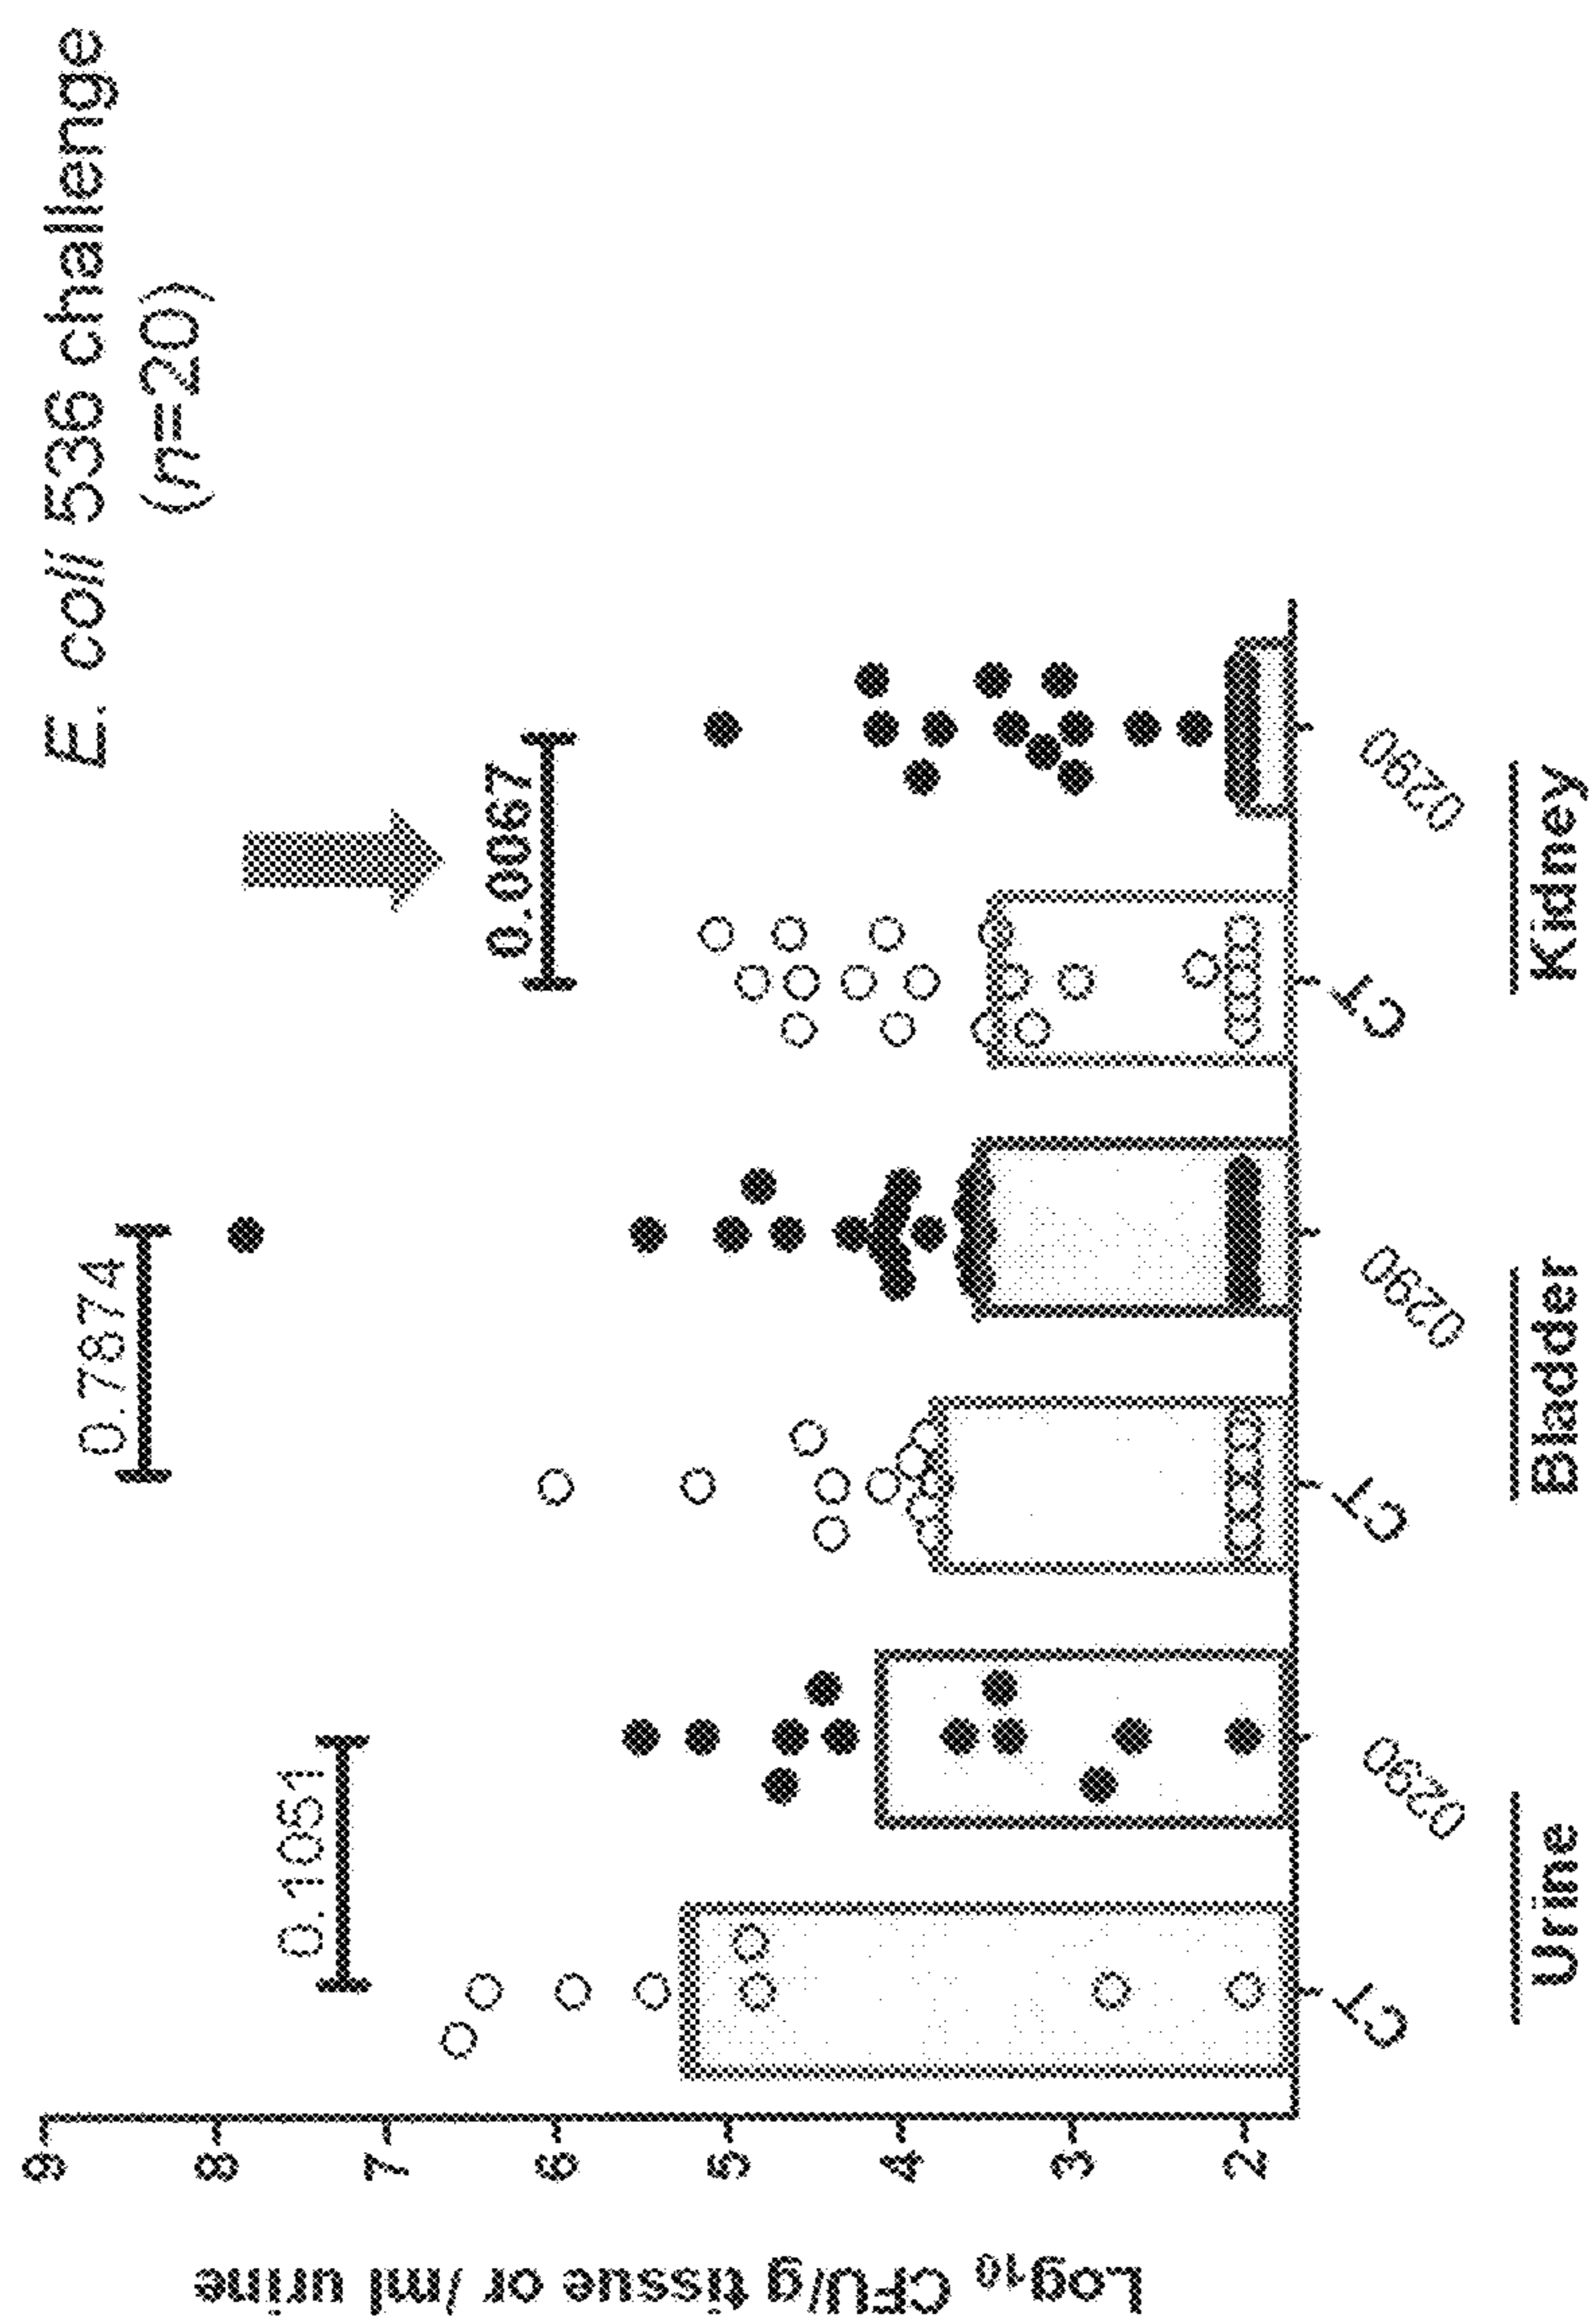 E. coli 536 challenge
(n=20)
0.1051
0.7874
0.0067
Log10 CFU/g tissue or /ml urine
9
8
7
6
5
4
3
2
CT
0290
CT
0290
CT
0290
Urine
Bladder
Kidney